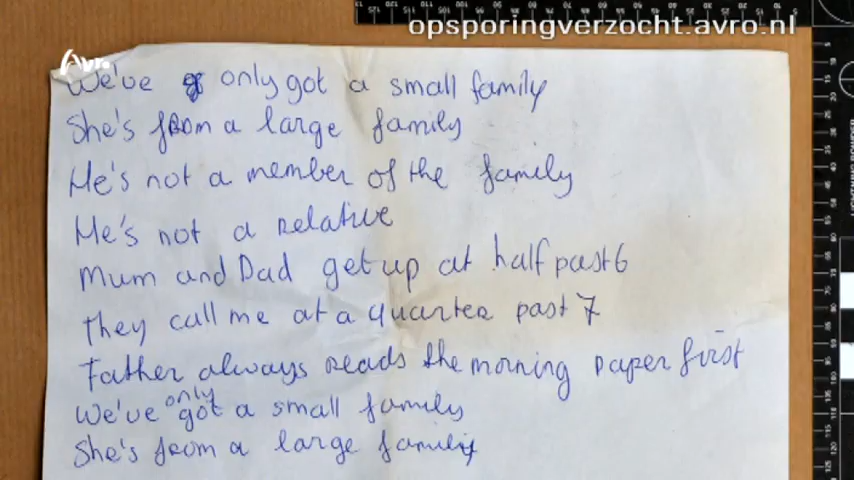 opsporingverzocht.avro.nl
Avro.
We've only got a small family
She's from a large family
He's not a member of the family
He's not a relative
Mum and Dad get up at half past 6
they call me at a quarter past 7
Father always reads the morning paper first
We've only got a small family
She's from a large family